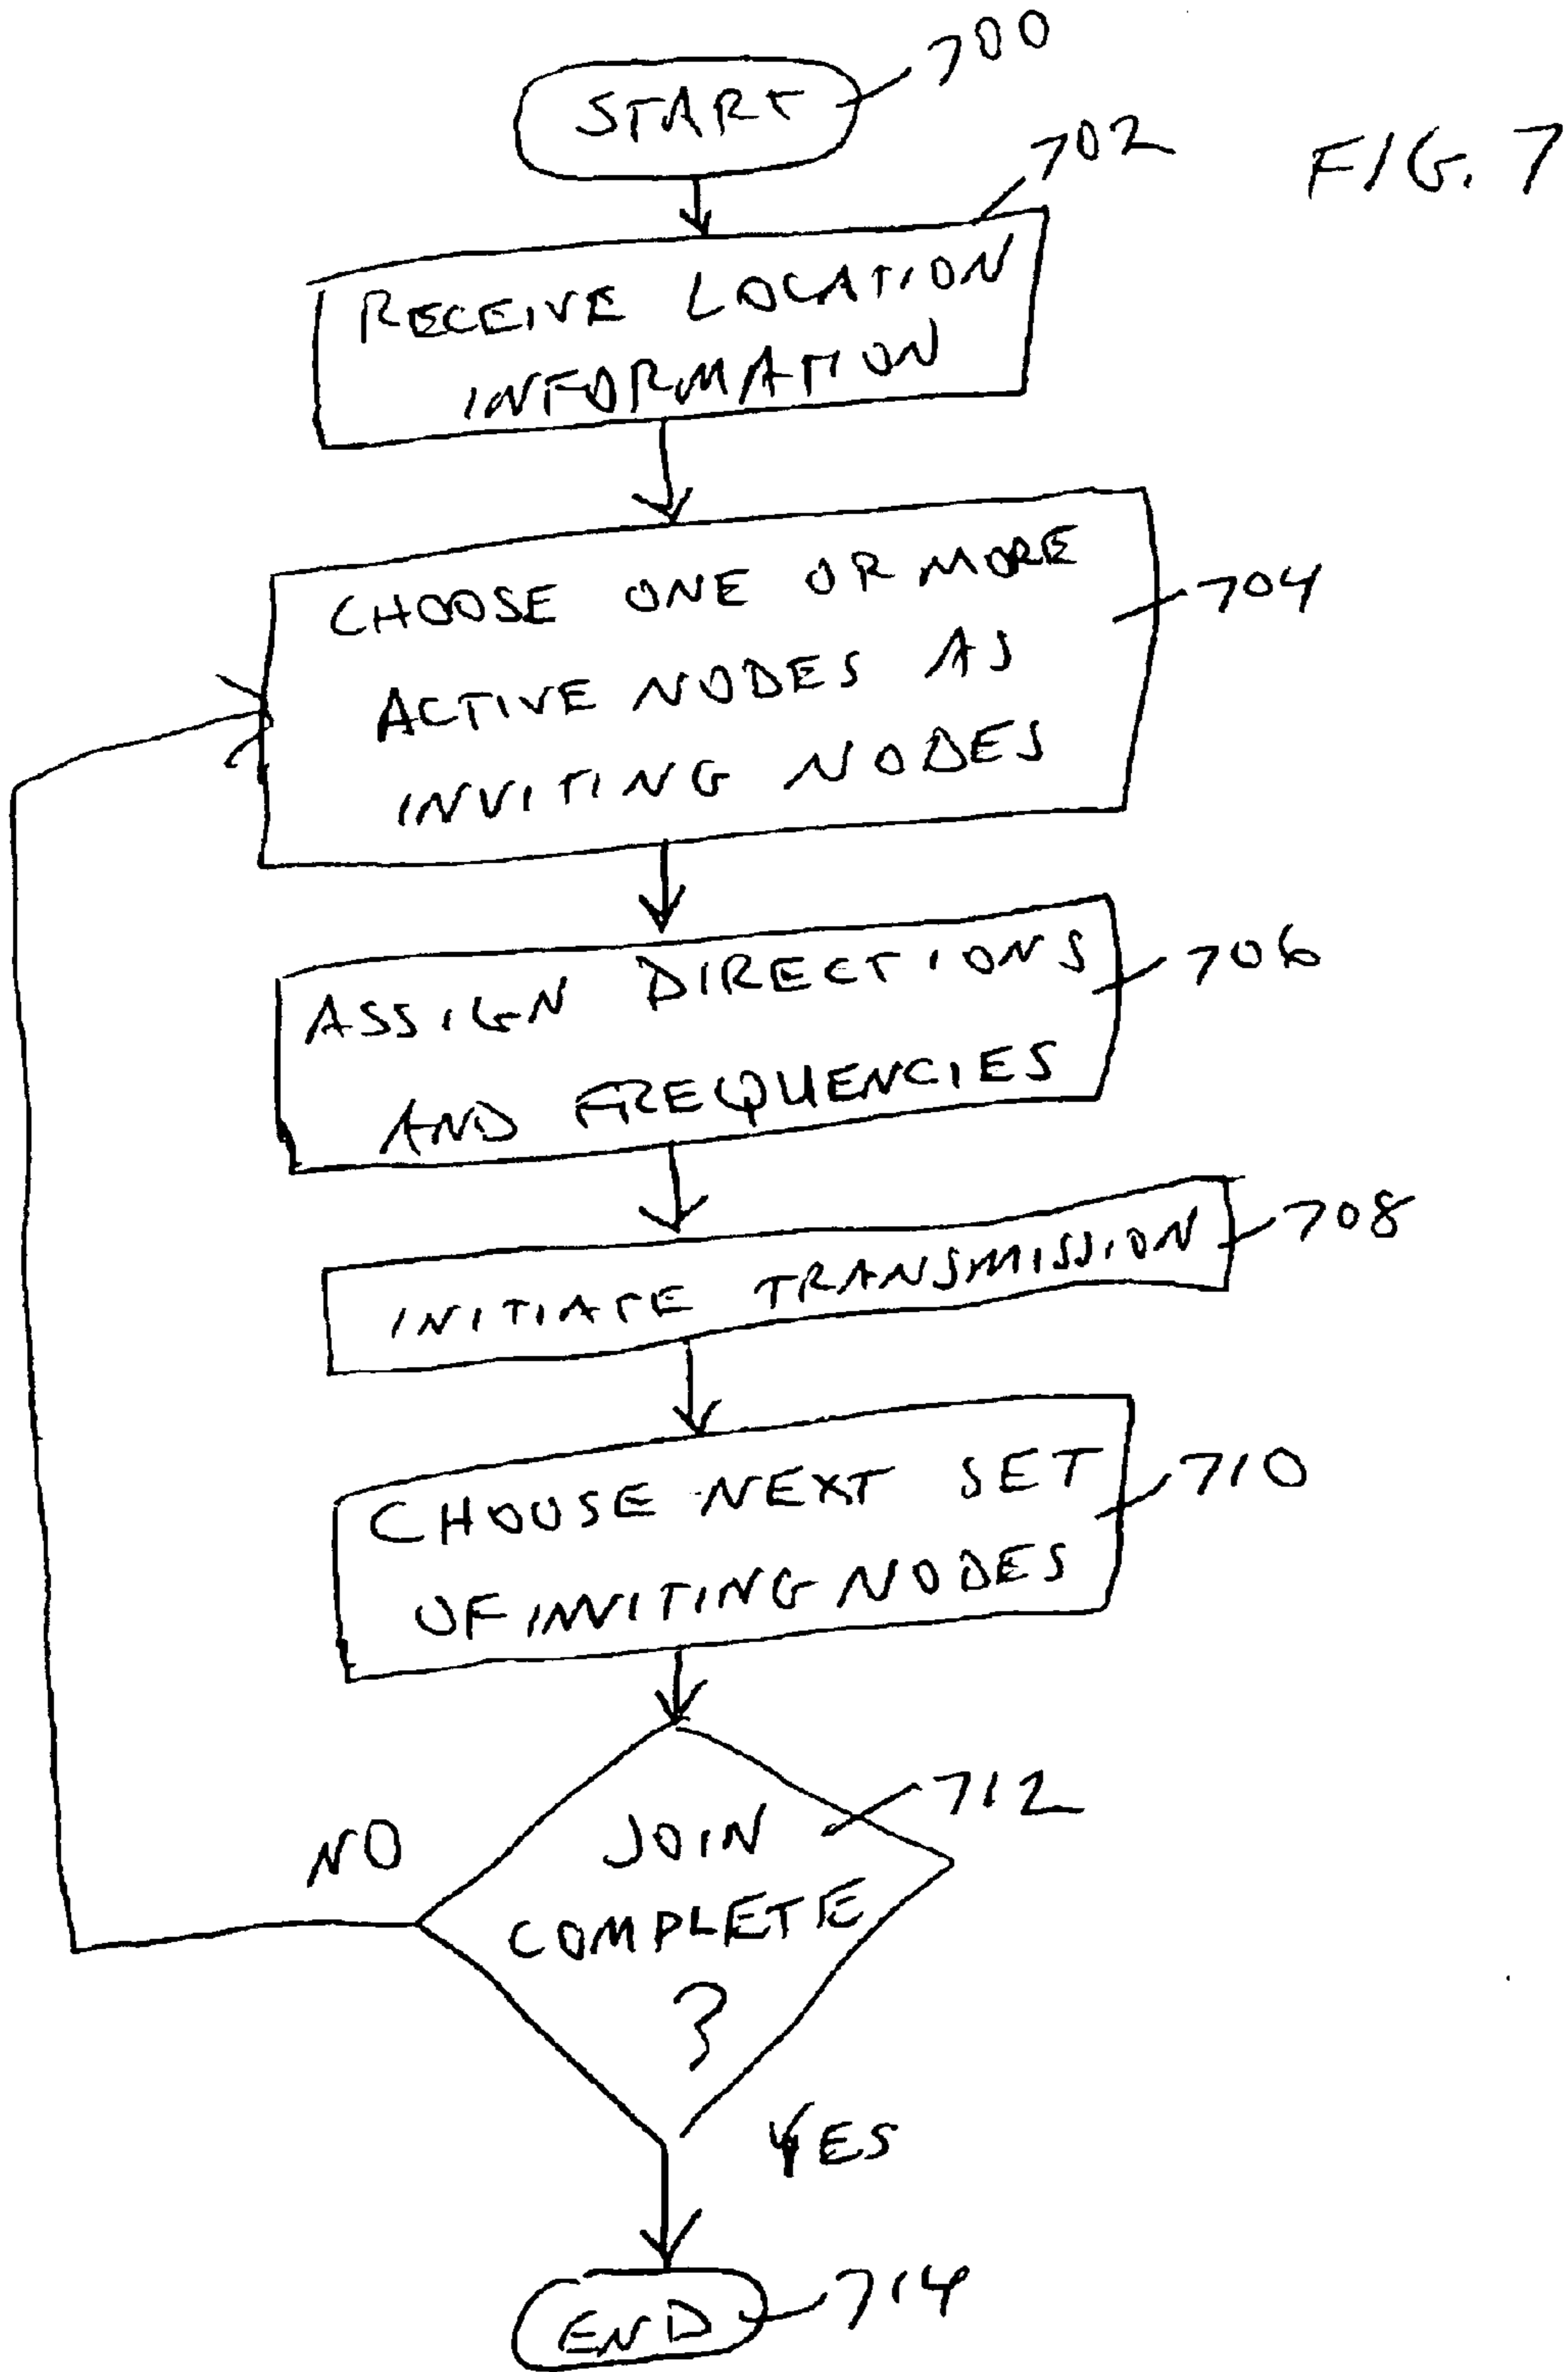 700
START
702
FIG. 7
RECEIVE LOCATION
INFORMATION
CHOOSE ONE OR MORE
704
ACTIVE NODES AS
INVITING NODES
ASSIGN DIRECTIONS
706
AND FREQUENCIES
708
INITIATE TRANSMISSION
CHOOSE NEXT SET
710
OF INVITING NODES
712
JOIN
NO
COMPLETE
?
YES
714
END